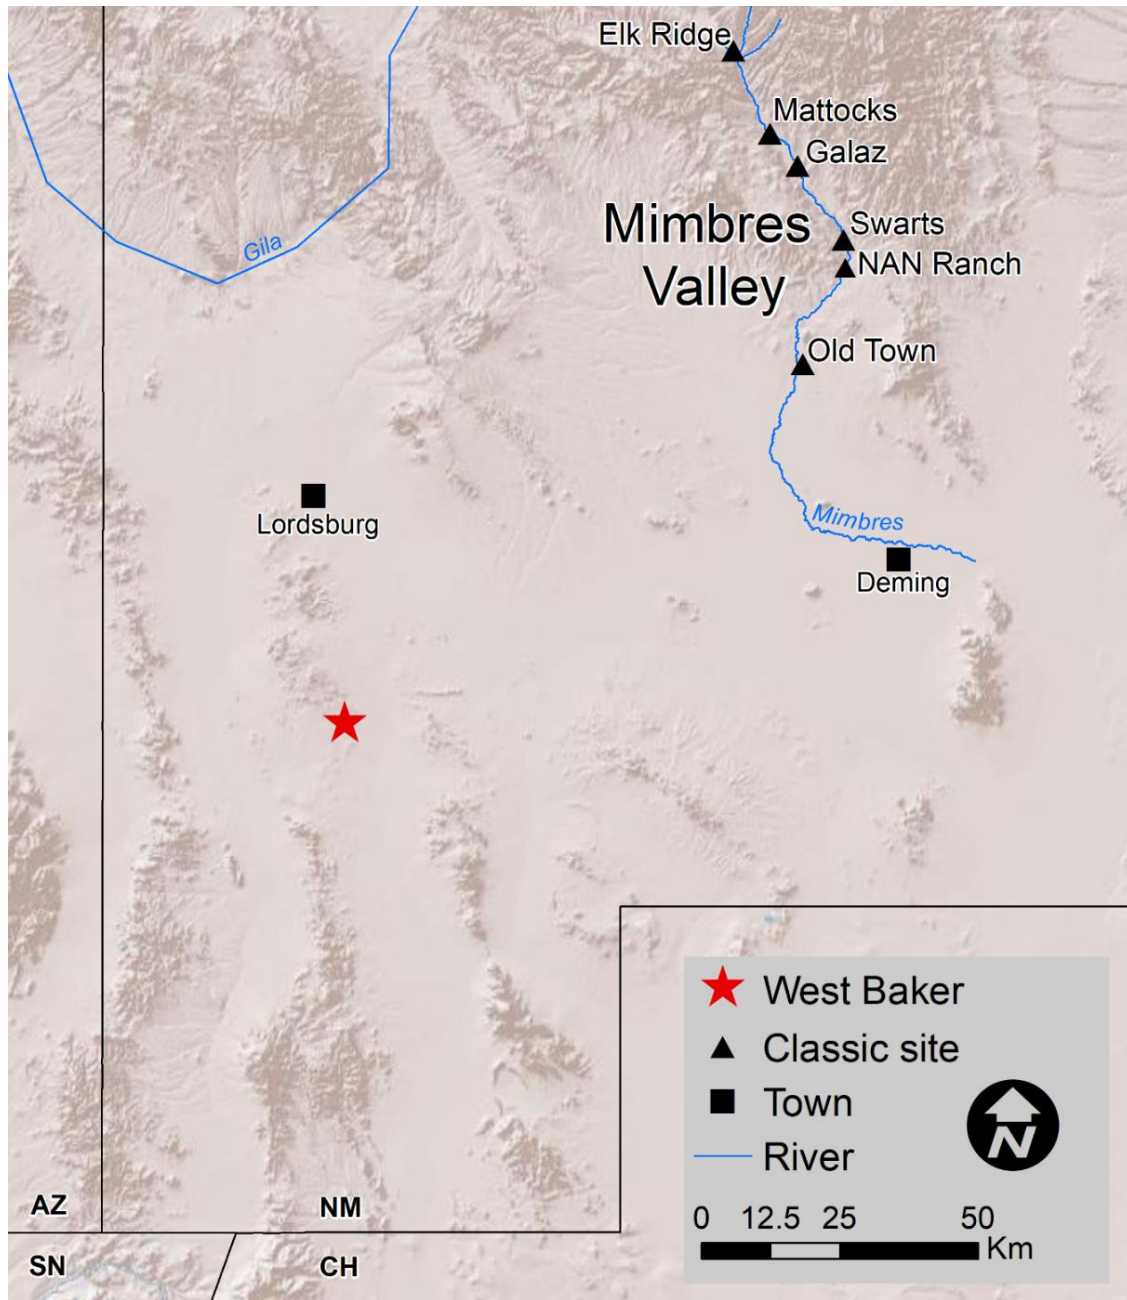 Elk Ridge
Mattocks
Galaz
Mimbres
Valley
Swarts
NAN Ranch
Gila
Old Town
Lordsburg
Mimbres
Deming
West Baker
Classic site
Town
River
N
0 12.5 25 50
Km
AZ
NM
SN
CH